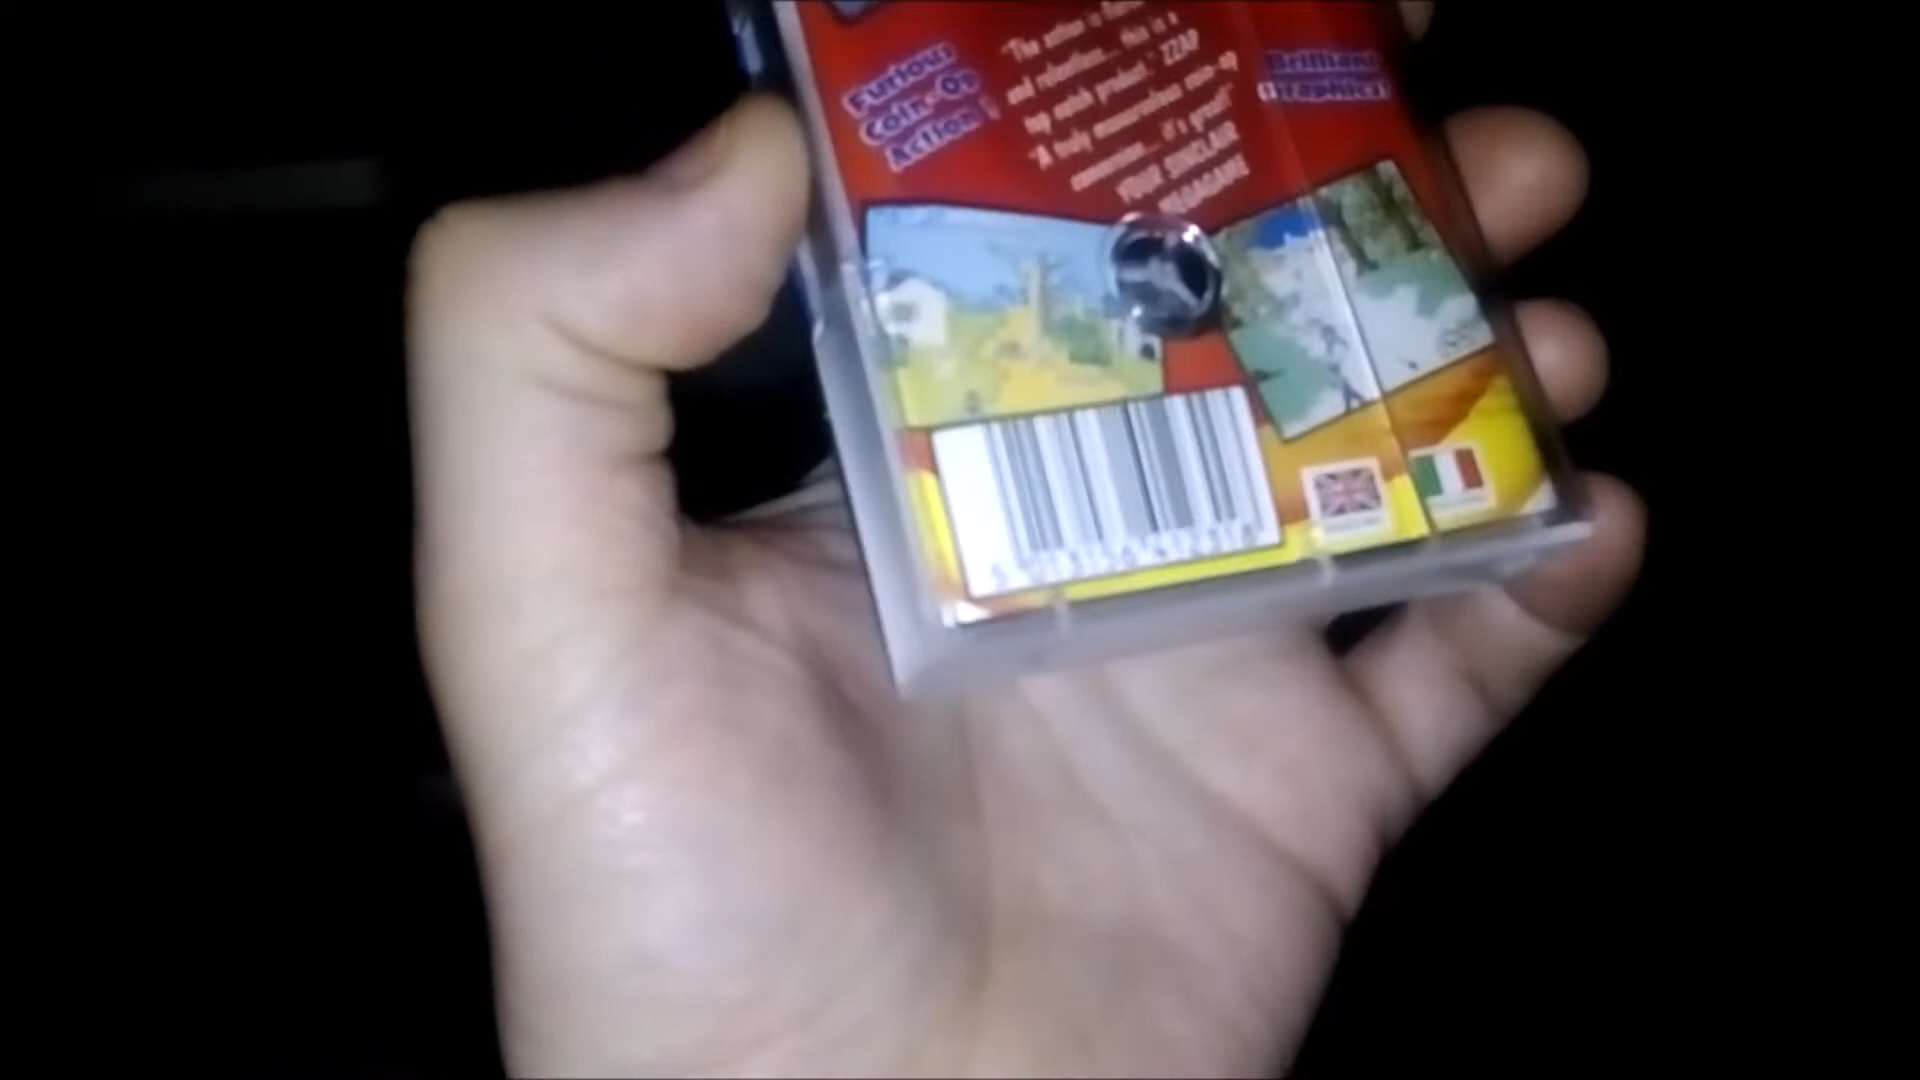 Furious
Coin-Op
Action!
"The action is
and relentless... this is a
top notch product." ZZAP
"A truly marvellous coin-op
conversion... it's great!"
YOUR SINCLAIR
MEGAGAME
Brilliant
graphics!